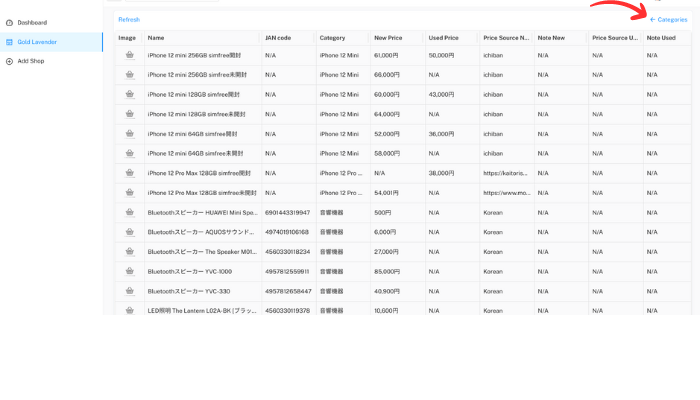 Dashboard
Gold Lavender
Add Shop
Refresh
← Categories
Image Name JAN code Category New Price Used Price Price Source N... Note New Price Source U... Note Used
iPhone 12 mini 256GB simfree開封 N/A iPhone 12 Mini 61,000円 50,000円 ichiban N/A N/A N/A
iPhone 12 mini 256GB simfree未開封 N/A iPhone 12 Mini 66,000円 N/A ichiban N/A N/A N/A
iPhone 12 mini 128GB simfree開封 N/A iPhone 12 Mini 60,000円 43,000円 ichiban N/A N/A N/A
iPhone 12 mini 128GB simfree未開封 N/A iPhone 12 Mini 64,000円 N/A ichiban N/A N/A N/A
iPhone 12 mini 64GB simfree開封 N/A iPhone 12 Mini 52,000円 36,000円 ichiban N/A N/A N/A
iPhone 12 mini 64GB simfree未開封 N/A iPhone 12 Mini 58,000円 N/A ichiban N/A N/A N/A
iPhone 12 Pro Max 128GB simfree開封 N/A iPhone 12 Pro ... N/A 38,000円 https://kaitoris... N/A N/A N/A
iPhone 12 Pro Max 128GB simfree未開封 N/A iPhone 12 Pro ... 54,001円 N/A https://www.mo... N/A N/A N/A
Bluetoothスピーカー HUAWEI Mini Spe... 6901443319947 音響機器 500円 N/A Korean N/A N/A N/A
Bluetoothスピーカー AQUOSサウンド... 4974019106168 音響機器 6,000円 N/A Korean N/A N/A N/A
Bluetoothスピーカー The Speaker M01... 4560330118234 音響機器 27,000円 N/A Korean N/A N/A N/A
Bluetoothスピーカー YVC-1000 4957812559911 音響機器 85,000円 N/A Korean N/A N/A N/A
Bluetoothスピーカー YVC-330 4957812658447 音響機器 40,900円 N/A Korean N/A N/A N/A
LED照明 The Lantern L02A-BK [ブラッ... 4560330119378 音響機器 10,600円 N/A Korean N/A N/A N/A